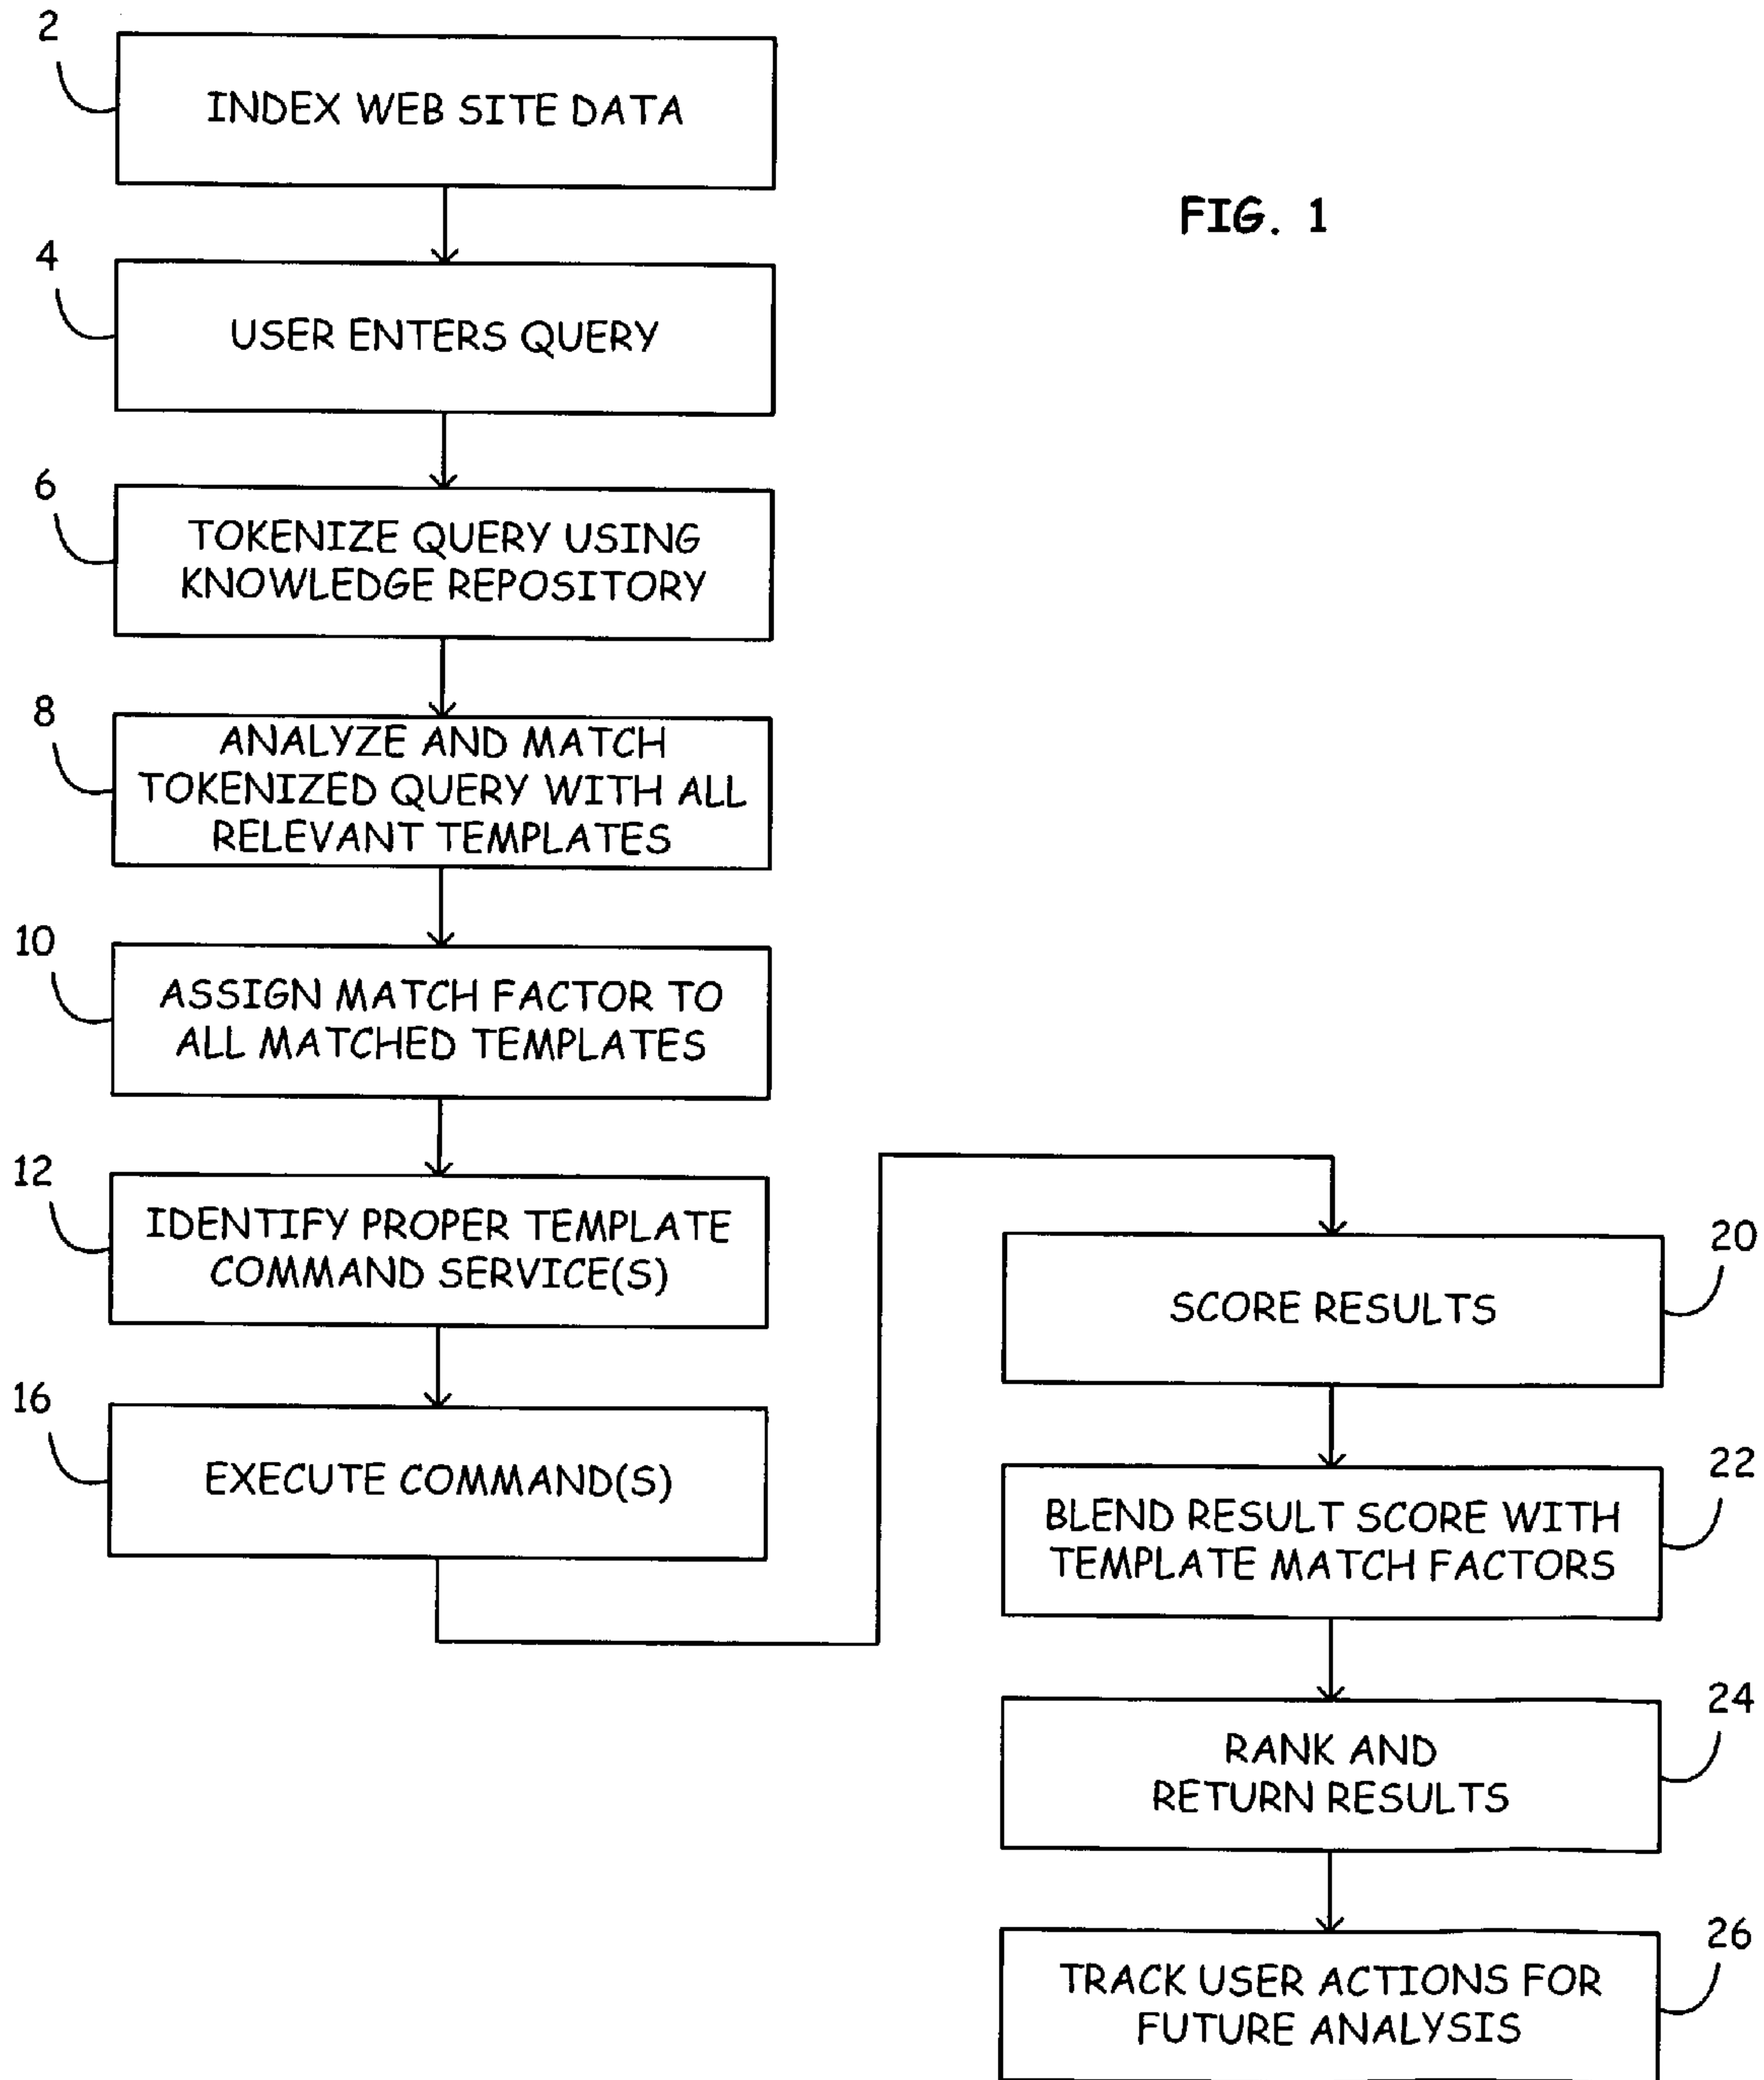 2
INDEX WEB SITE DATA
FIG. 1
4
USER ENTERS QUERY
6
TOKENIZE QUERY USING
KNOWLEDGE REPOSITORY
8
ANALYZE AND MATCH
TOKENIZED QUERY WITH ALL
RELEVANT TEMPLATES
10
ASSIGN MATCH FACTOR TO
ALL MATCHED TEMPLATES
12
IDENTIFY PROPER TEMPLATE
COMMAND SERVICE(S)
16
EXECUTE COMMAND(S)
20
SCORE RESULTS
22
BLEND RESULT SCORE WITH
TEMPLATE MATCH FACTORS
24
RANK AND
RETURN RESULTS
26
TRACK USER ACTIONS FOR
FUTURE ANALYSIS